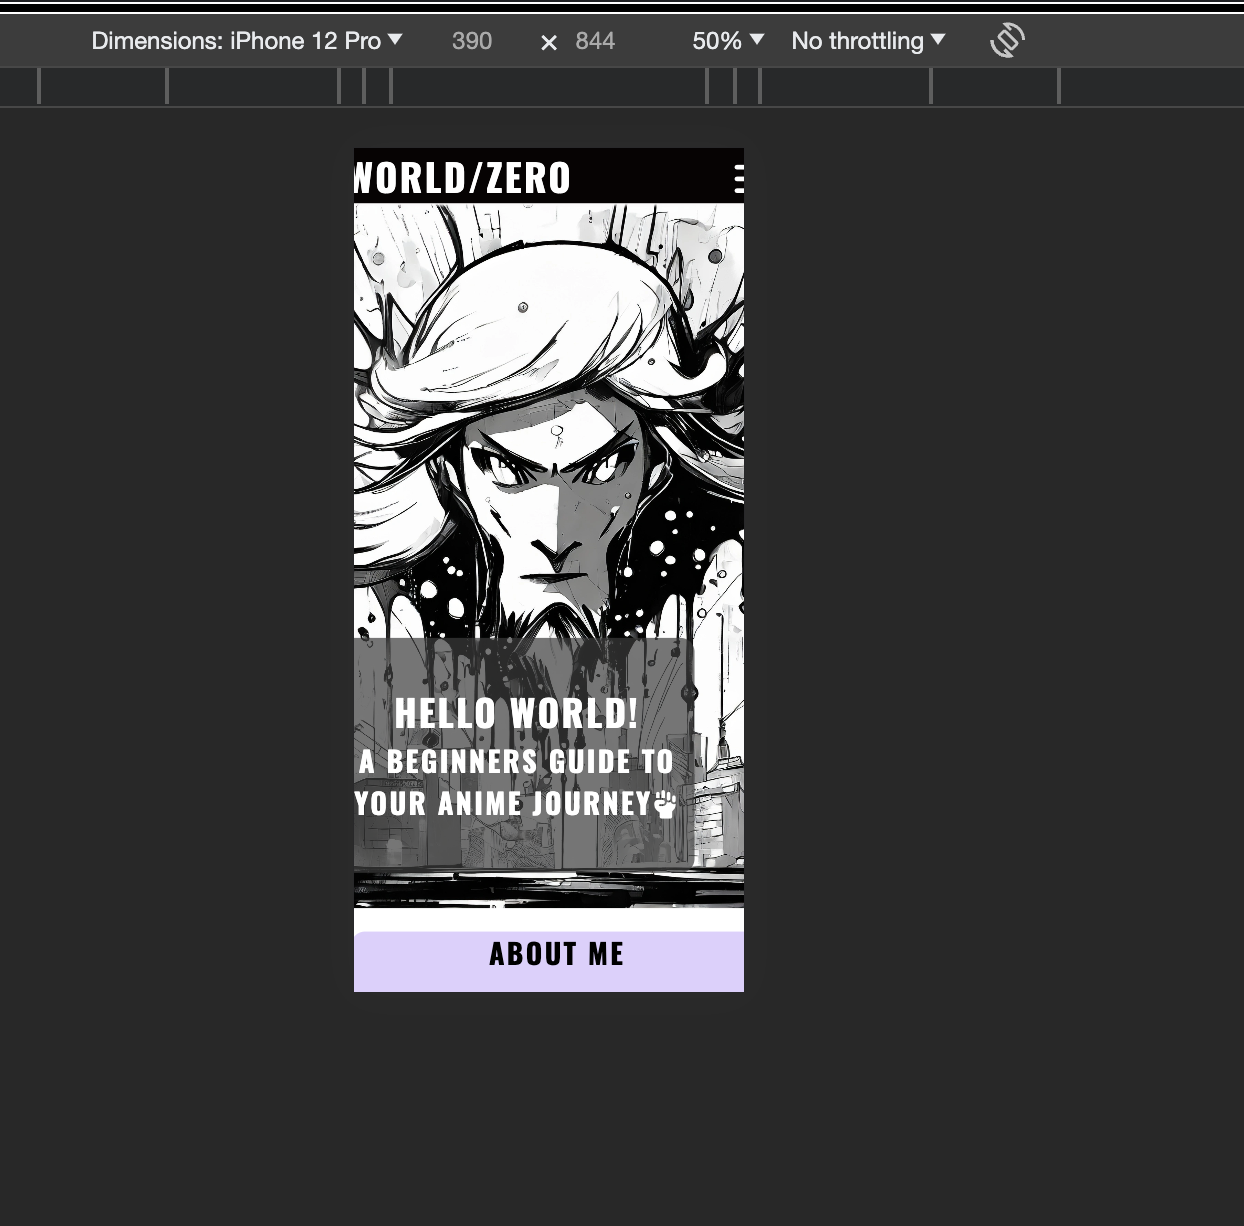 Dimensions: iPhone 12 Pro ▼ 390 × 844 50% ▼ No throttling ▼
WORLD/ZERO
HELLO WORLD!
A BEGINNERS GUIDE TO
YOUR ANIME JOURNEY✊
ABOUT ME